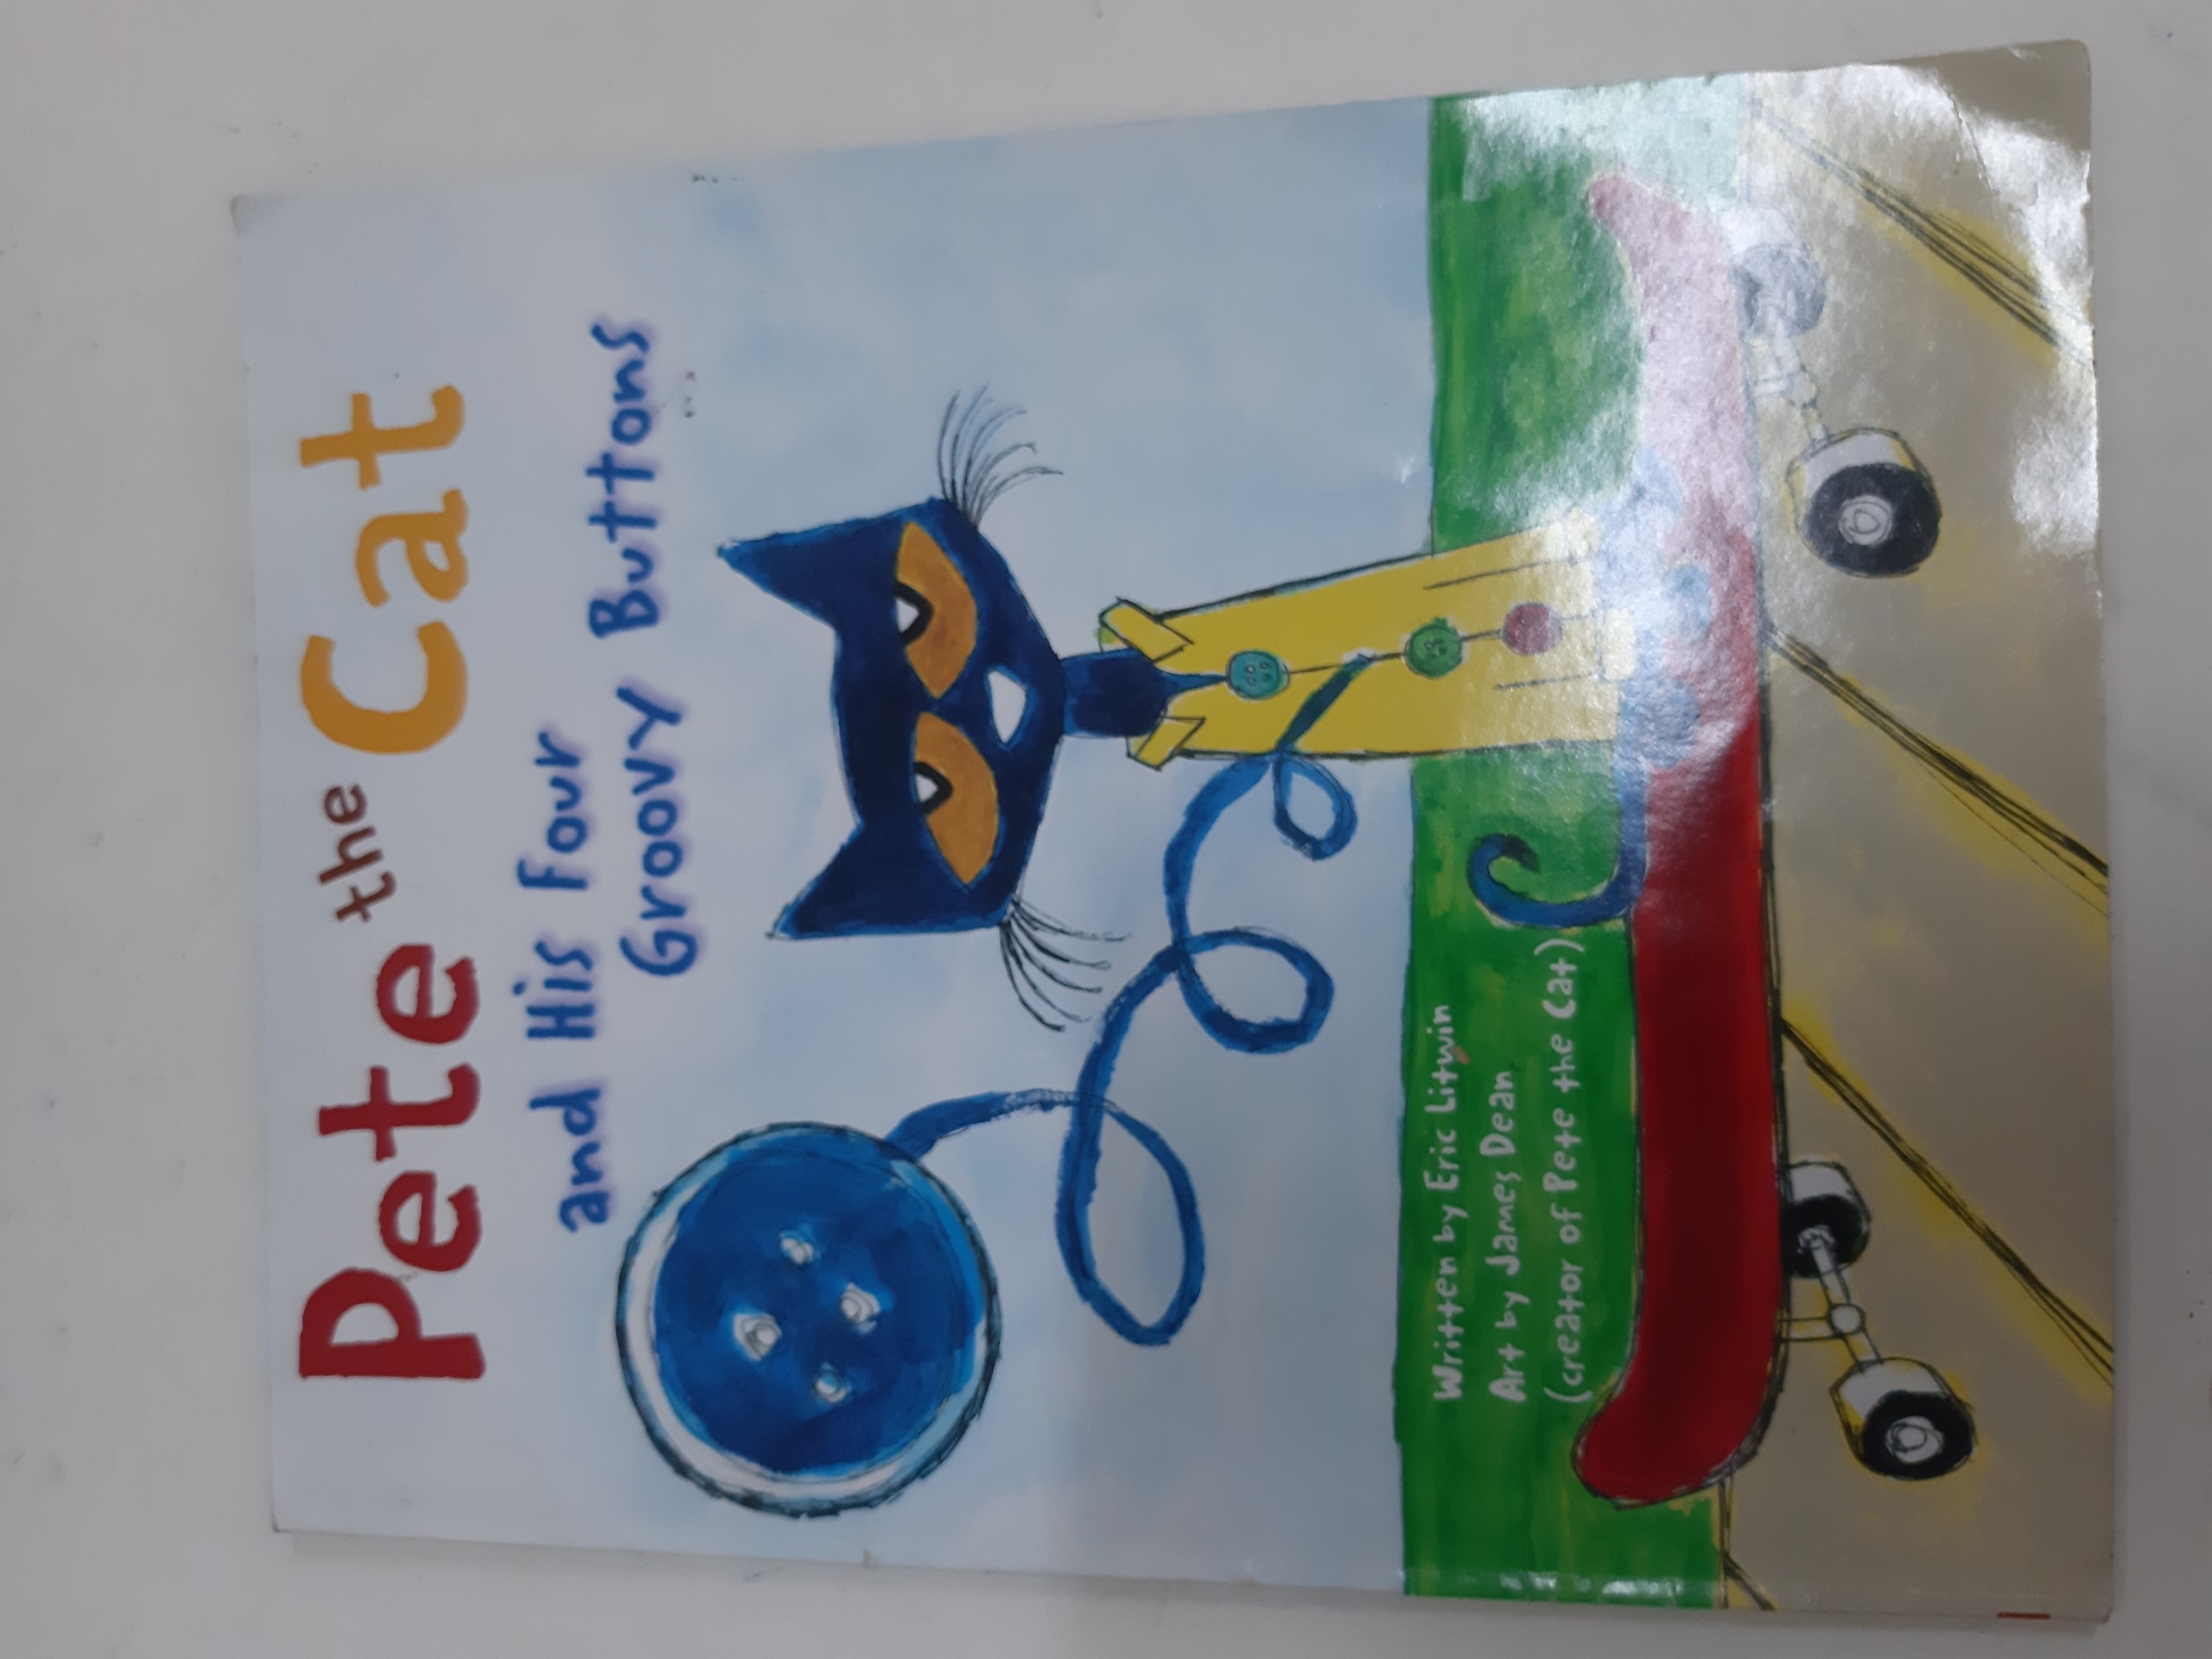 Pete the Cat
and His Four
Groovy Buttons
Written by Eric Litwin
Art by James Dean
(creator of Pete the Cat)